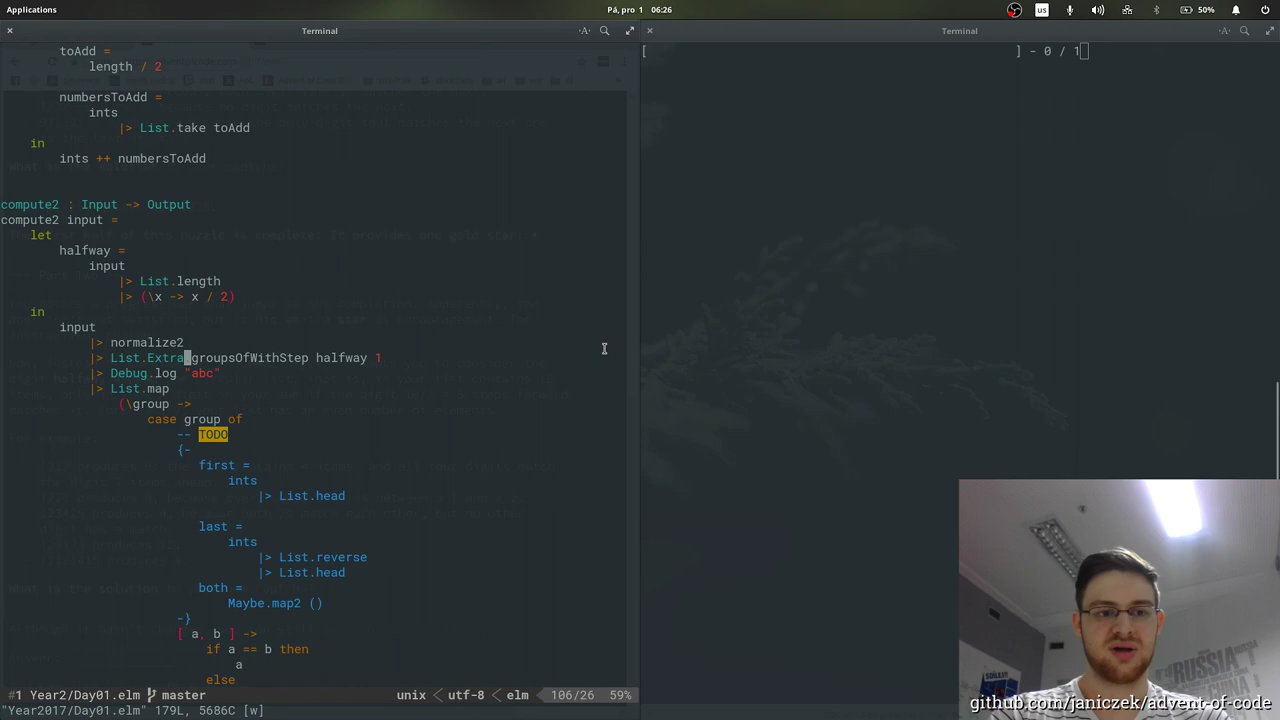 Applications
Pá, pro 1 06:26
us
50%
Terminal
Terminal
toAdd =
length / 2
numbersToAdd =
ints
|> List.take toAdd
in
ints ++ numbersToAdd
compute2 : Input -> Output
compute2 input =
let
halfway =
input
|> List.length
|> (\x -> x / 2)
in
input
|> normalize2
|> List.Extra.groupsOfWithStep halfway 1
|> Debug.log "abc"
|> List.map
(\group ->
case group of
-- TODO
{-
first =
ints
|> List.head
last =
ints
|> List.reverse
|> List.head
both =
Maybe.map2 ()
-}
[ a, b ] ->
if a == b then
a
else
#1 Year2/Day01.elm master unix < utf-8 < elm 106/26 59%
"Year2017/Day01.elm" 179L, 5686C [w]
[ ] - 0 / 1
github.com/janiczek/advent-of-code